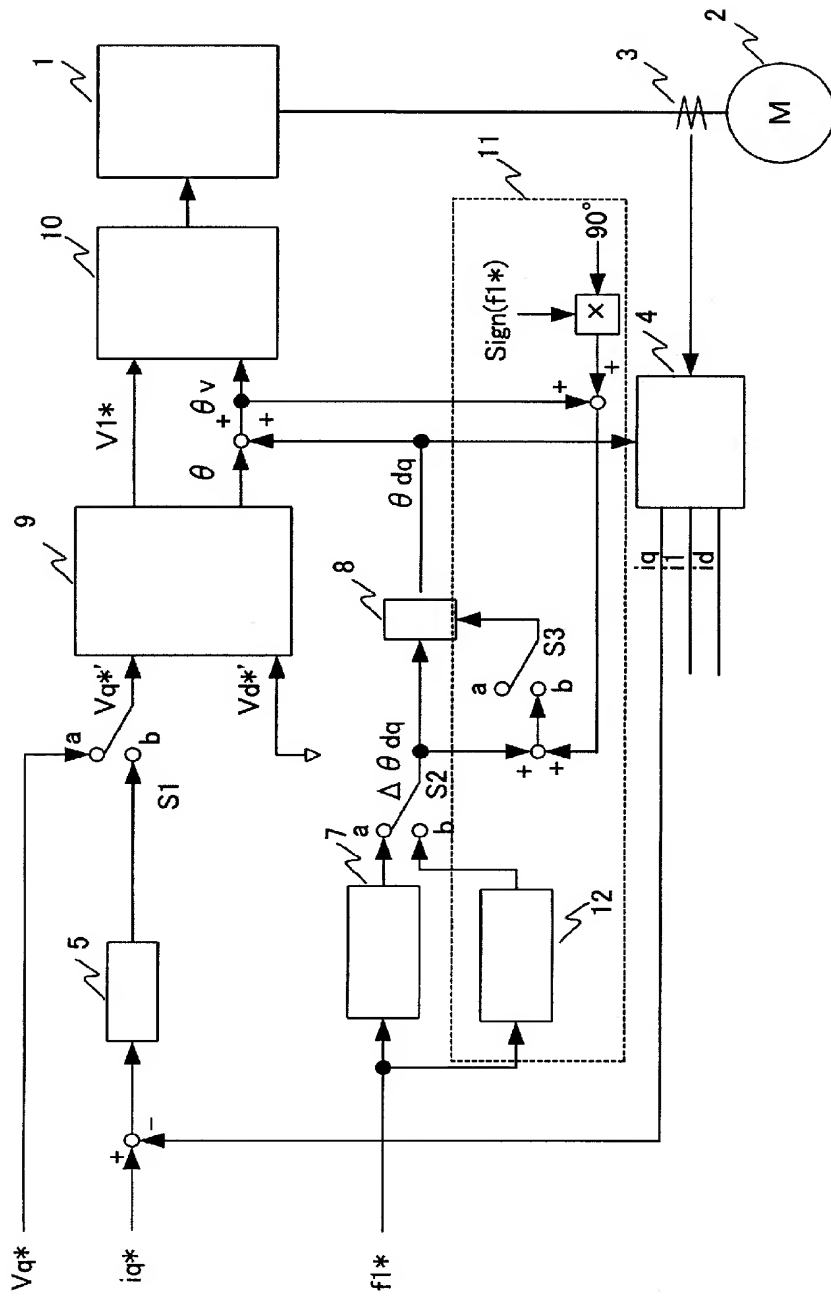 Vq*
iq*
+
−
5
a
b
S1
Vq*'
Vd*'
9
V1*
θ
+
+
θv
10
1
f1*
7
a
b
S2
Δθdq
8
θdq
12
+
+
a
b
S3
+
+
Sign(f1*)
×
90°
11
4
iq
i1
id
3
2
M